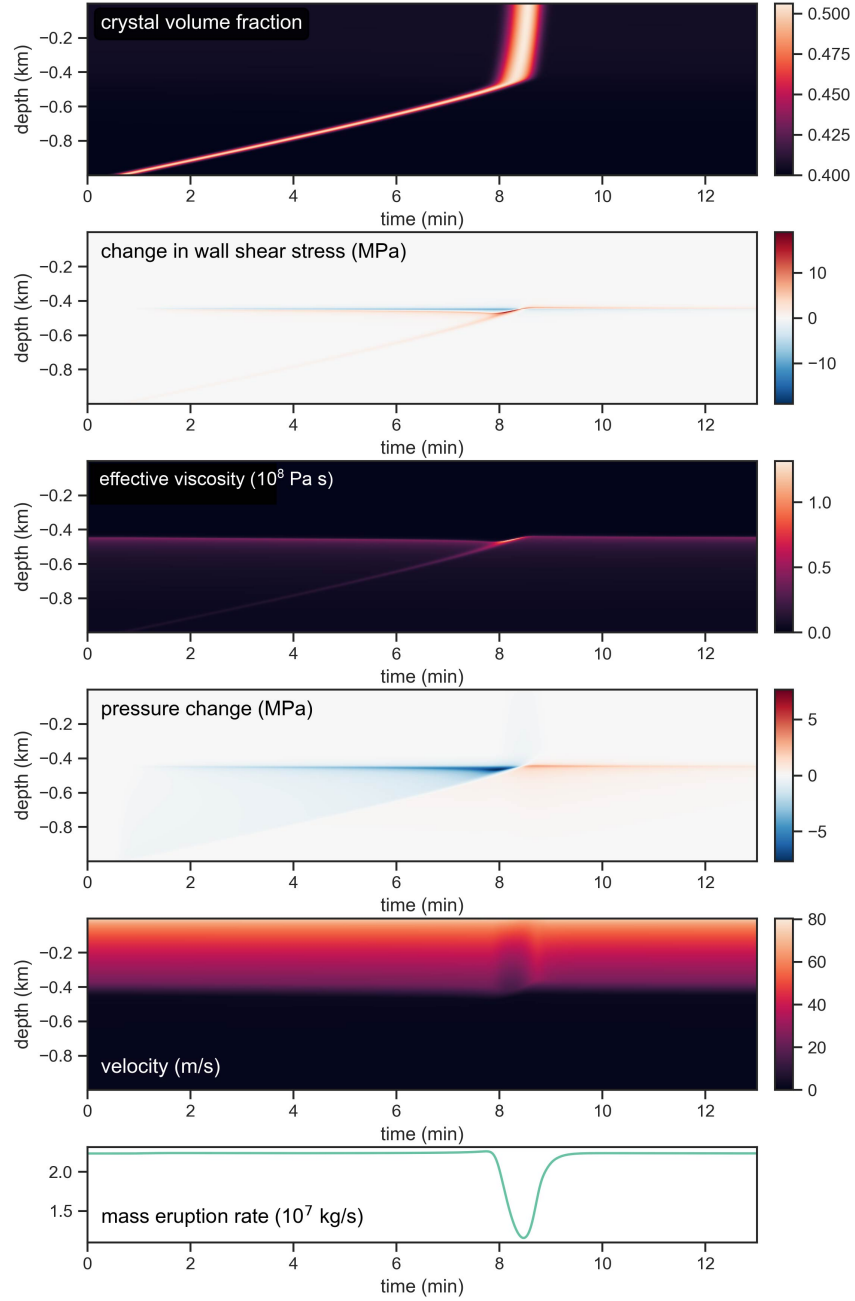 crystal volume fraction
depth (km)
−0.2
−0.4
−0.6
−0.8
0 2 4 6 8 10 12
time (min)
0.500
0.475
0.450
0.425
0.400
change in wall shear stress (MPa)
depth (km)
−0.2
−0.4
−0.6
−0.8
0 2 4 6 8 10 12
time (min)
10
0
−10
effective viscosity (10⁸ Pa s)
depth (km)
−0.2
−0.4
−0.6
−0.8
0 2 4 6 8 10 12
time (min)
1.0
0.5
0.0
pressure change (MPa)
depth (km)
−0.2
−0.4
−0.6
−0.8
0 2 4 6 8 10 12
time (min)
5
0
−5
velocity (m/s)
depth (km)
−0.2
−0.4
−0.6
−0.8
0 2 4 6 8 10 12
time (min)
80
60
40
20
0
2.0
1.5
mass eruption rate (10⁷ kg/s)
0 2 4 6 8 10 12
time (min)